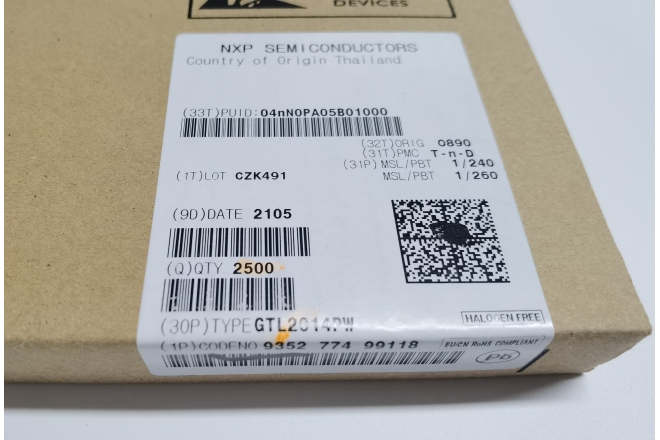 DEVICES
NXP SEMICONDUCTORS
Country of Origin Thailand
(33T)PUID:04nN0PA05B01000
(32T)ORIG 0890
(31T)PMC T-n-D
(31P) MSL/PBT 1/240
(1T)LOT CZK491 MSL/PBT 1/260
(9D)DATE 2105
(Q)QTY 2500
HALOGEN FREE
(30P)TYPE GTL2014PW
(1P)CODENO 9352 774 99118
EU/CN RoHS COMPLIANT
Pb